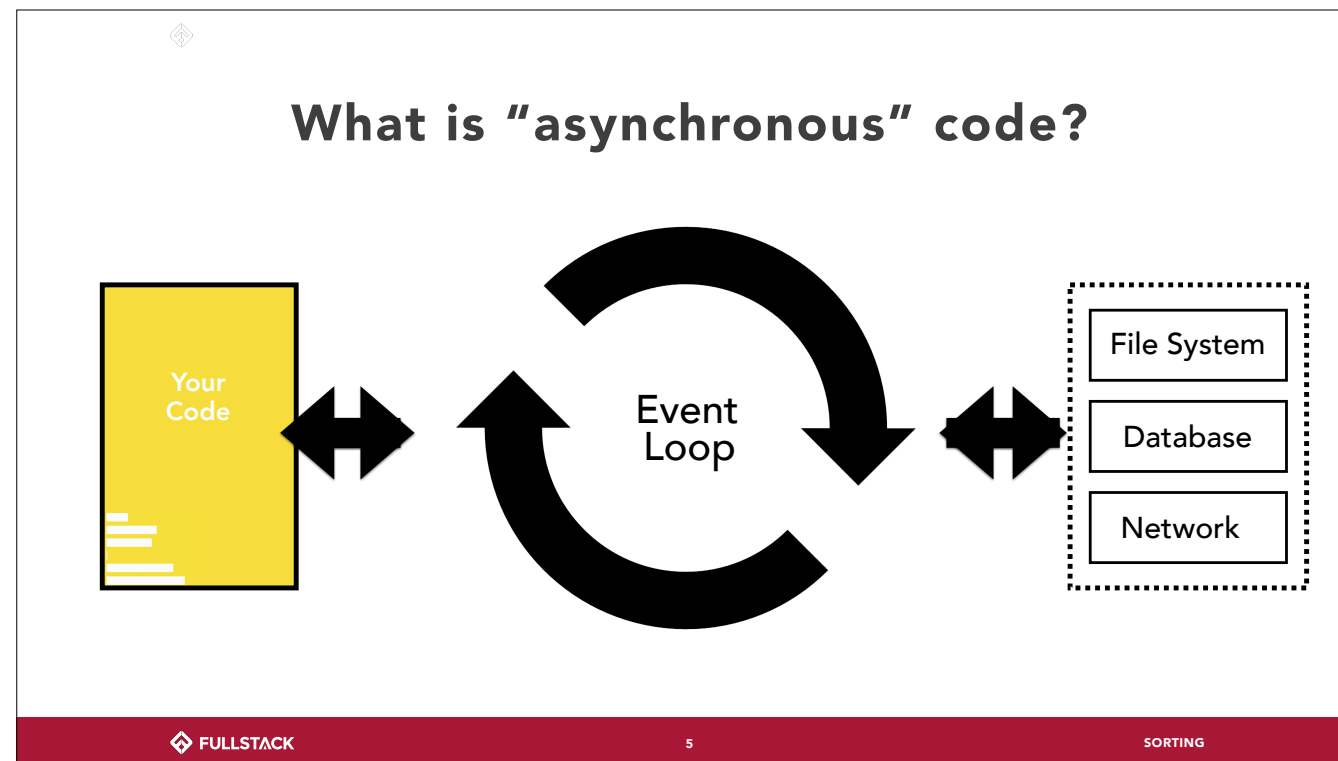 What is “asynchronous” code?
Your
Code
Event
Loop
File System
Database
Network
FULLSTACK
5
SORTING